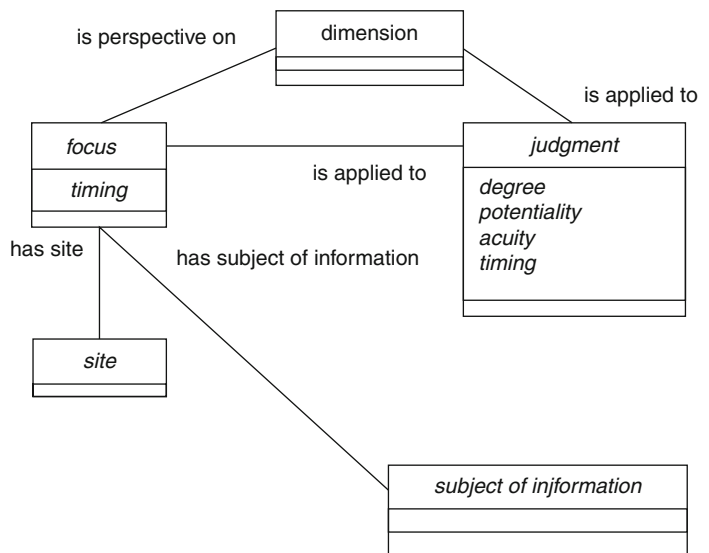 is perspective on
dimension
is applied to
focus
timing
judgment
degree
potentiality
acuity
timing
is applied to
has site
has subject of information
site
subject of injformation